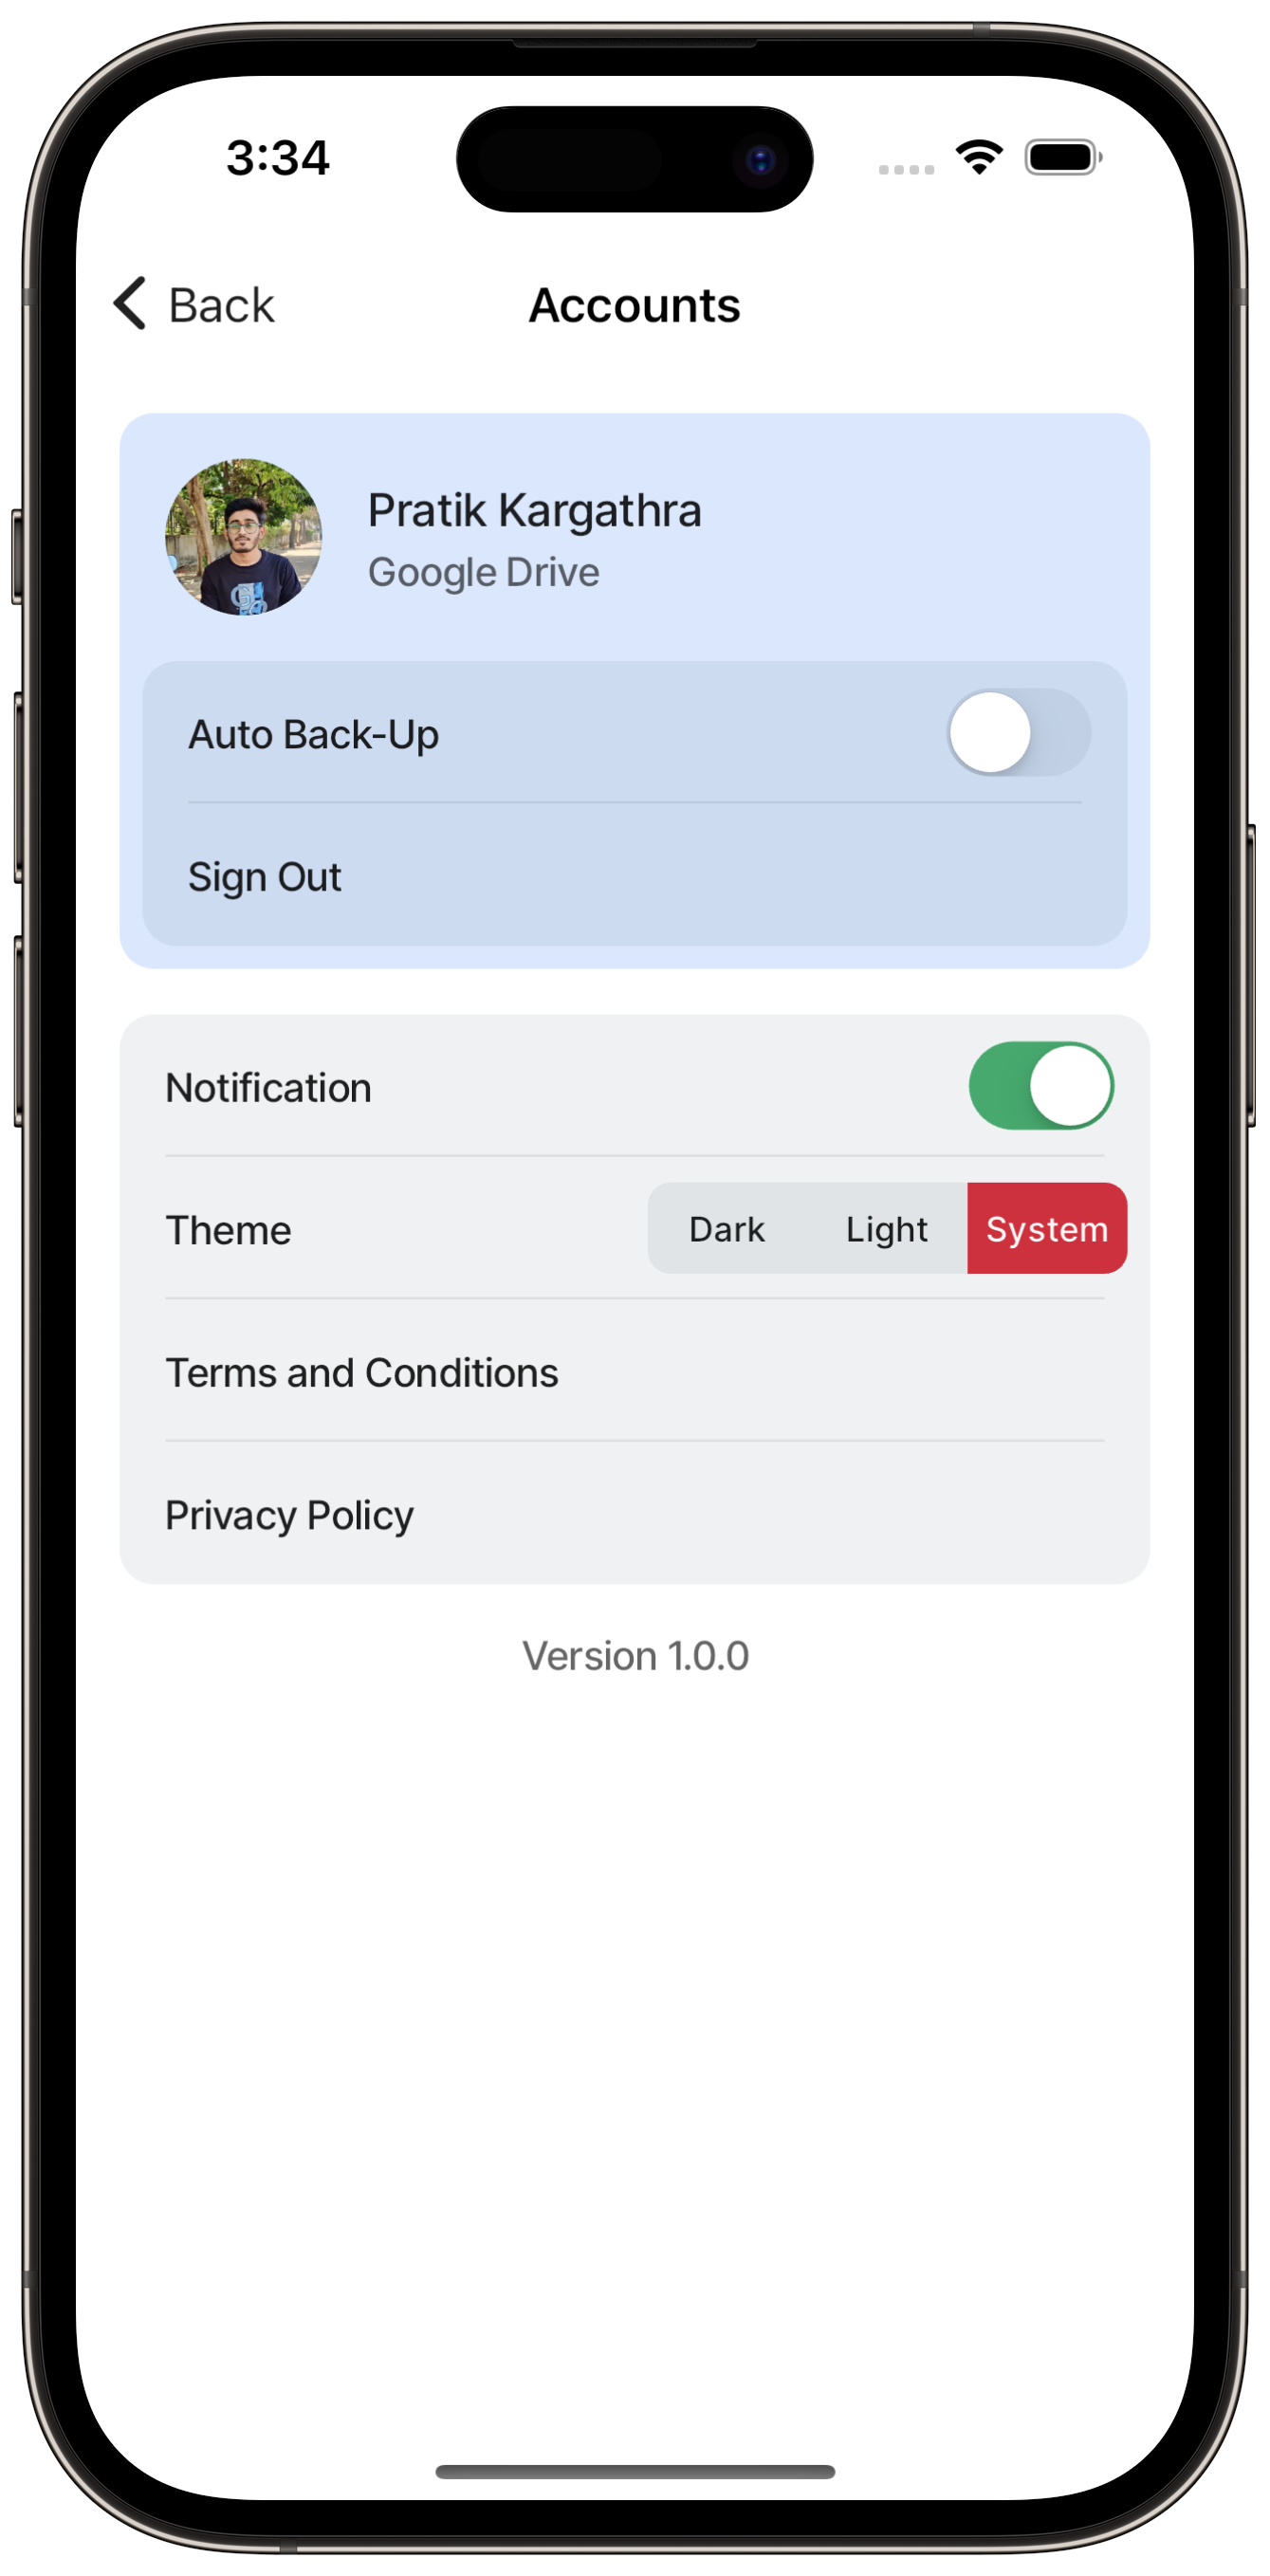 3:34
Back
Accounts
Pratik Kargathra
Google Drive
Auto Back-Up
Sign Out
Notification
Theme
Dark
Light
System
Terms and Conditions
Privacy Policy
Version 1.0.0